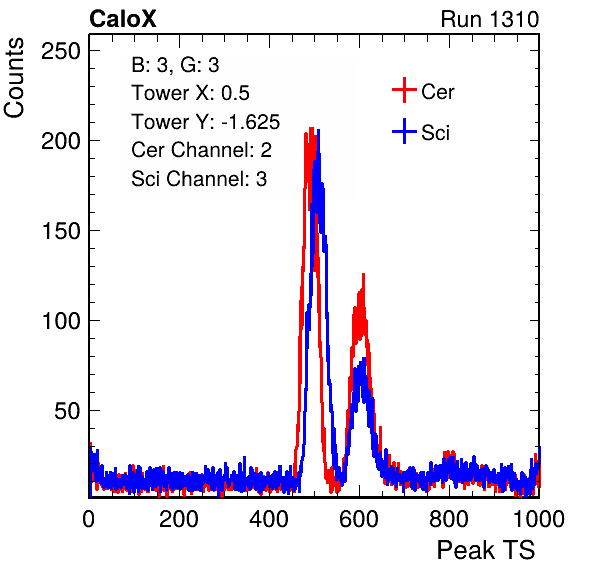 CaloX Run 1310
Counts
B: 3, G: 3
Tower X: 0.5
Tower Y: -1.625
Cer Channel: 2
Sci Channel: 3
Cer
Sci
250
200
150
100
50
0 200 400 600 800 1000
Peak TS